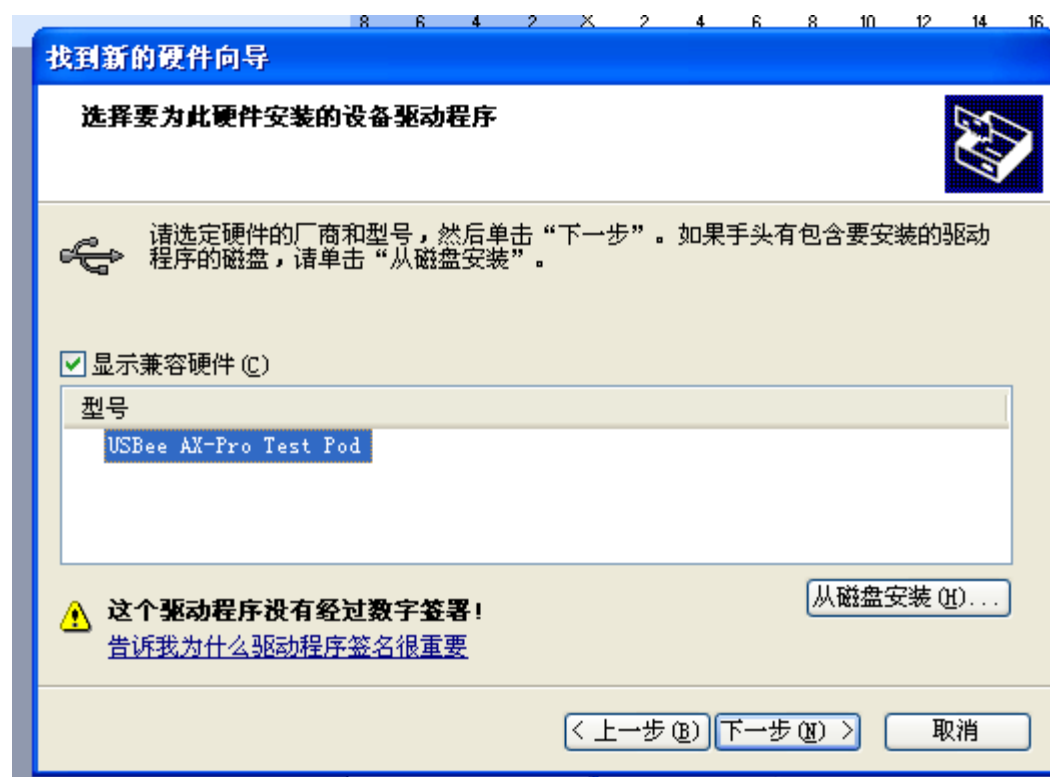 8 6 4 2 2 4 6 8 10 12 14 16
找到新的硬件向导
选择要为此硬件安装的设备驱动程序
请选定硬件的厂商和型号，然后单击“下一步”。如果手头有包含要安装的驱动
程序的磁盘，请单击“从磁盘安装”。
显示兼容硬件(C)
型号
USBee AX-Pro Test Pod
从磁盘安装(H)...
这个驱动程序没有经过数字签署!
告诉我为什么驱动程序签名很重要
< 上一步(B) 下一步(N) > 取消